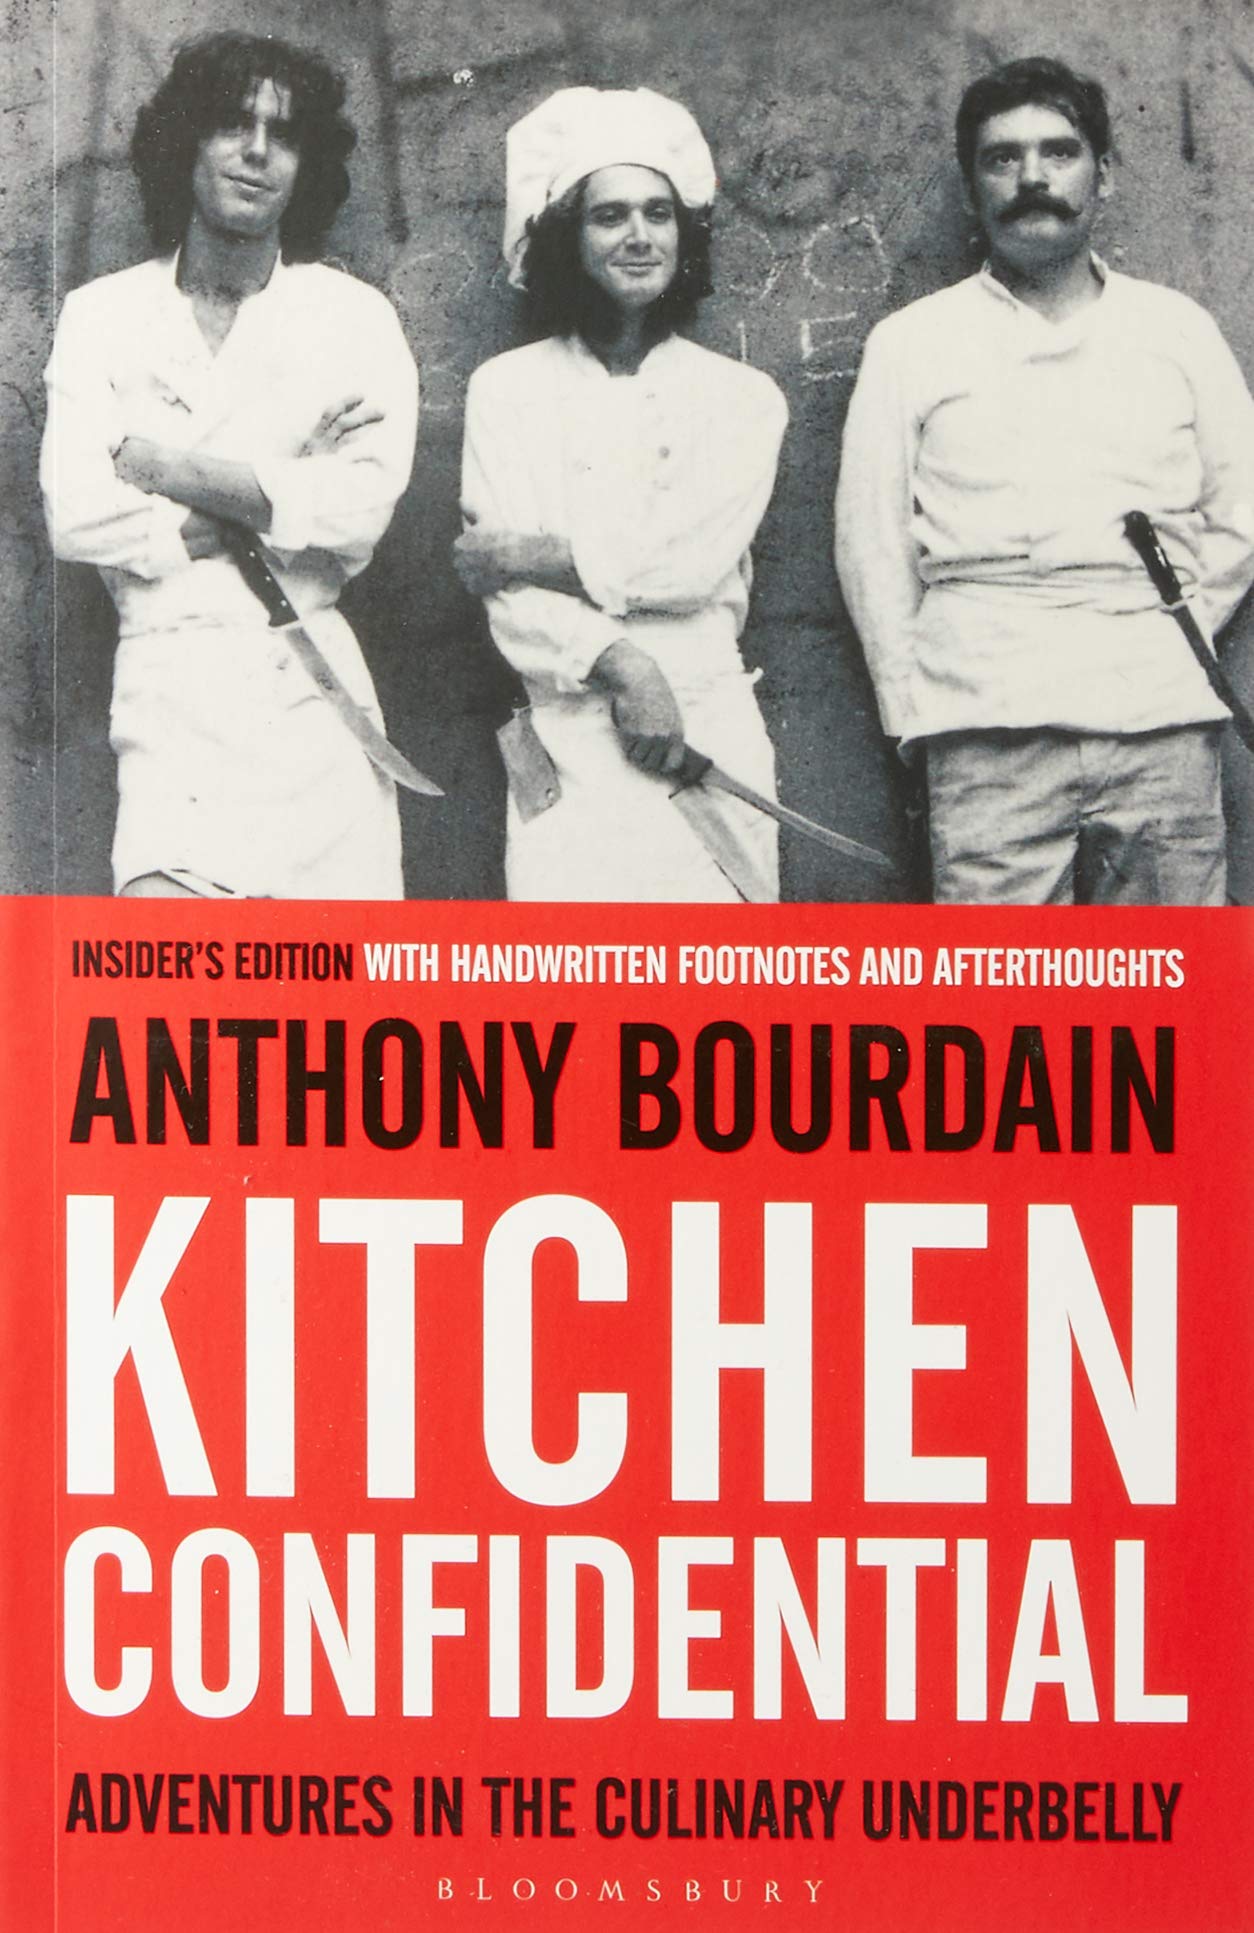 INSIDER'S EDITION WITH HANDWRITTEN FOOTNOTES AND AFTERTHOUGHTS
ANTHONY BOURDAIN
KITCHEN
CONFIDENTIAL
ADVENTURES IN THE CULINARY UNDERBELLY
BLOOMSBURY